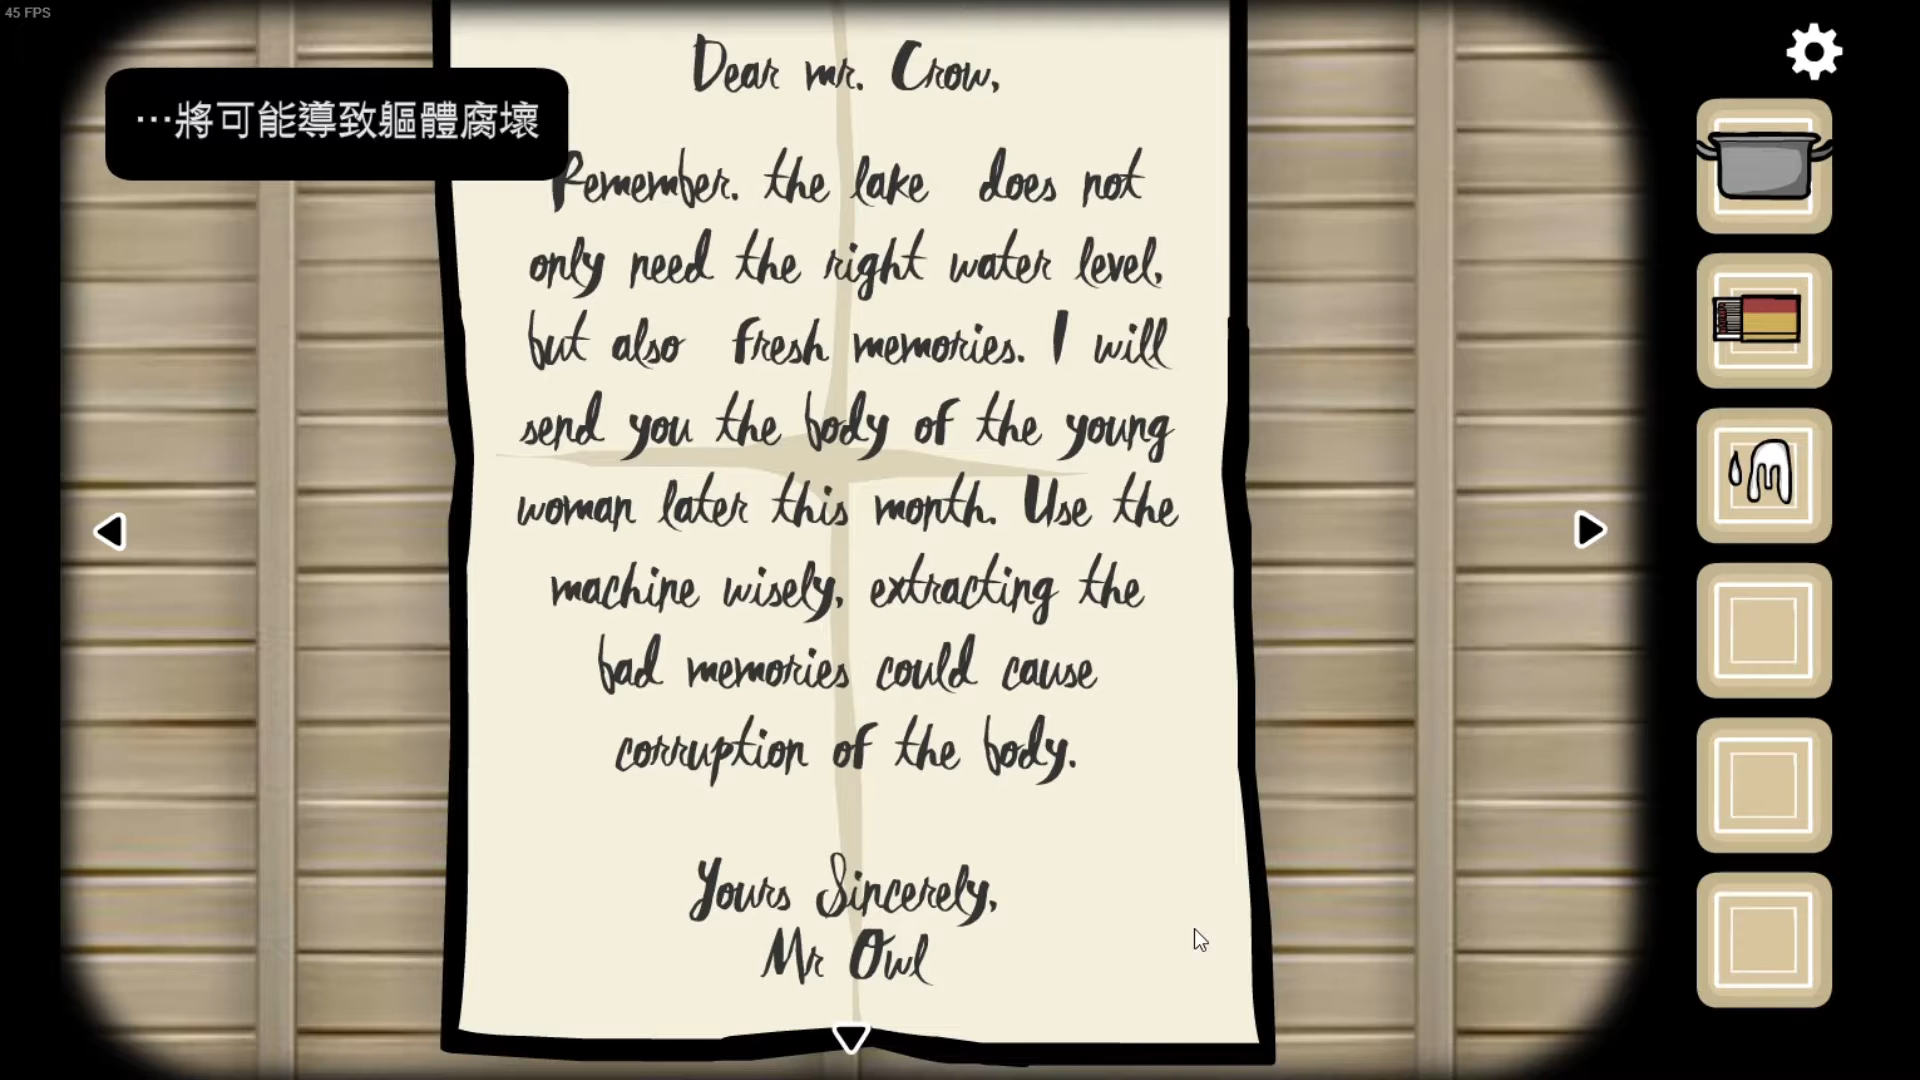 45 FPS
…將可能導致軀體腐壞
Dear mr. Crow,
Remember. the lake does not
only need the right water level,
but also fresh memories. I will
send you the body of the young
woman later this month. Use the
machine wisely, extracting the
bad memories could cause
corruption of the body.
Yours Sincerely,
Mr Owl